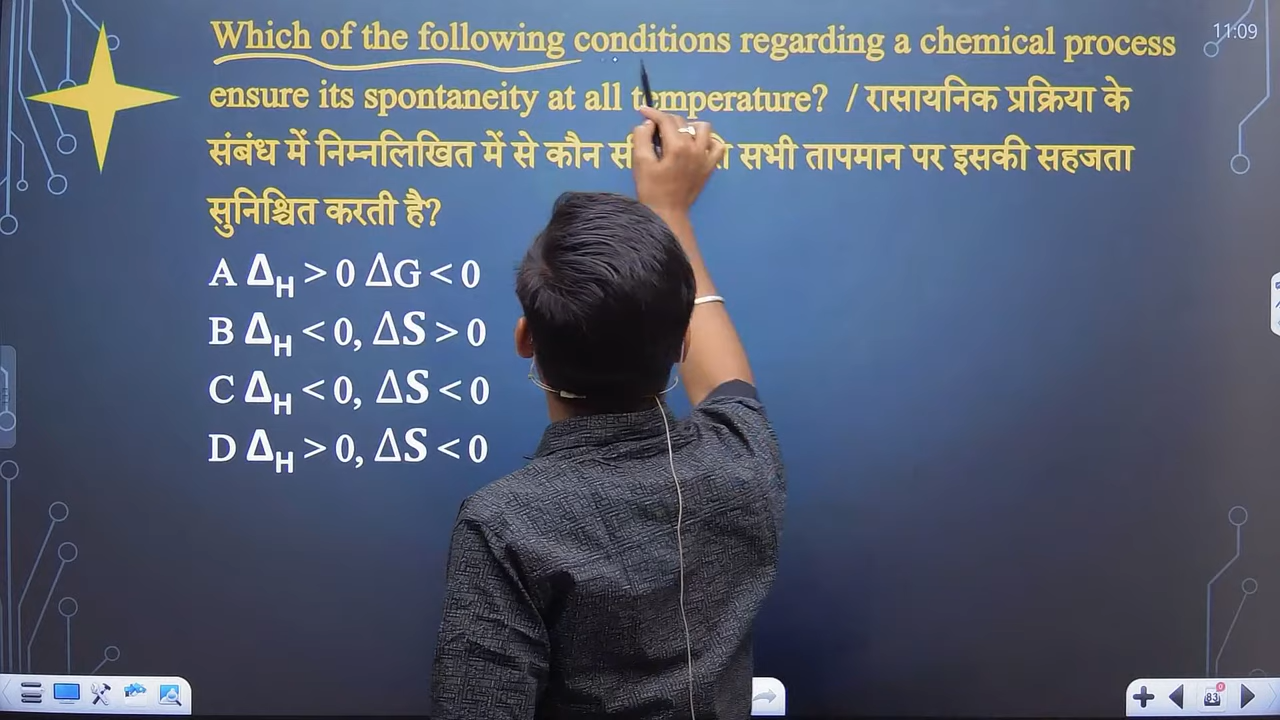 Which of the following conditions regarding a chemical process
11:09
ensure its spontaneity at all temperature? / रासायनिक प्रक्रिया के
संबंध में निम्नलिखित में से कौन सभी तापमान पर इसकी सहजता
सुनिश्चित करती है?
A ΔH > 0 ΔG < 0
B ΔH < 0, ΔS > 0
C ΔH < 0, ΔS < 0
D ΔH > 0, ΔS < 0
83